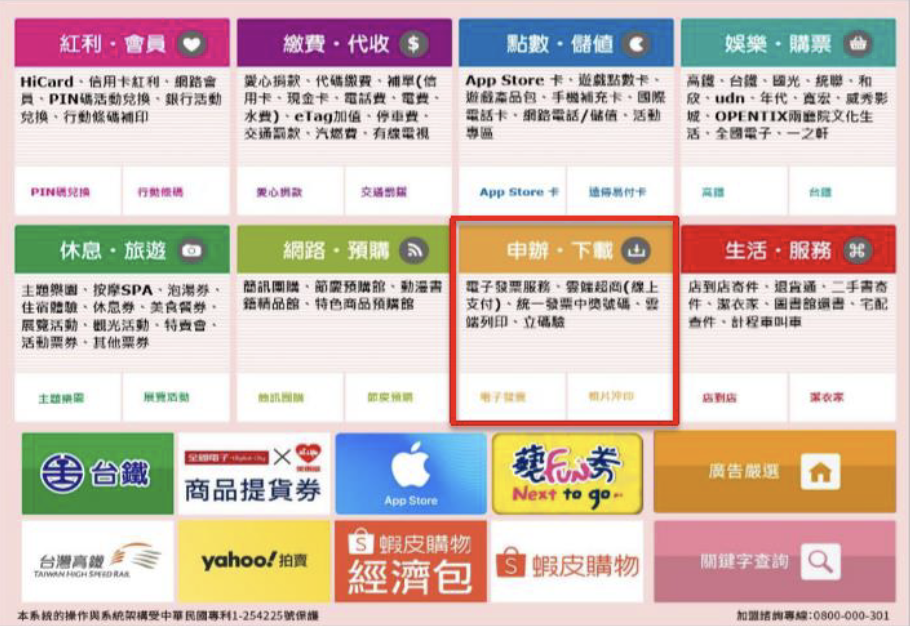 紅利・會員
繳費・代收
點數・儲值
娛樂・購票
HiCard、信用卡紅利、網路會
員、PIN碼活動兌換、銀行活動
兌換、行動條碼補印
愛心捐款、代碼繳費、補單(信
用卡、現金卡、電話費、電費、
水費)、eTag加值、停車費、
交通罰款、汽燃費、有線電視
App Store 卡、遊戲點數卡、
遊戲產品包、手機補充卡、國際
電話卡、網路電話/儲值、活動
專區
高鐵、台鐵、國光、統聯、和
欣、udn、年代、寬宏、威秀影
城、OPENTIX兩廳院文化生
活、全國電子、一之軒
PIN碼兌換
行動條碼
愛心捐款
交通罰鍰
App Store 卡
遠傳易付卡
高鐵
台鐵
休息・旅遊
網路・預購
申辦・下載
生活・服務
主題樂園、按摩SPA、泡湯券、
住宿體驗、休息券、美食餐券、
展覽活動、觀光活動、特賣會、
活動票券、其他票券
簡訊團購、節慶預購館、動漫書
籍精品館、特色商品預購館
電子發票服務、雲端超商(線上
支付)、統一發票中獎號碼、雲
端列印、立碼驗
店到店寄件、退貨通、二手書寄
件、潔衣家、圖書館還書、宅配
查件、計程車叫車
主題樂園
展覽活動
簡訊團購
節慶預購
電子發票
相片沖印
店到店
潔衣家
台鐵
全國電子
商品提貨券
App Store
藝Fun券
Next to go
廣告嚴選
台灣高鐵
TAIWAN HIGH SPEED RAIL
yahoo!拍賣
蝦皮購物
經濟包
蝦皮購物
關鍵字查詢
本系統的操作與系統架構受中華民國專利1-254225號保護
加盟諮詢專線:0800-000-301